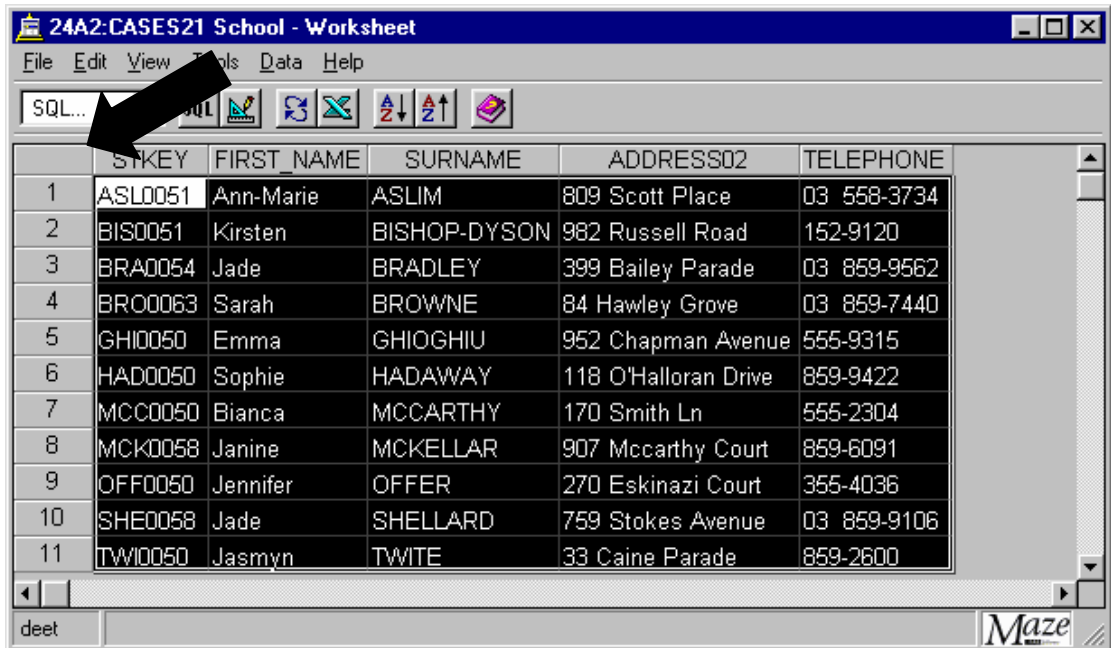 24A2:CASES21 School - Worksheet
File Edit View Data Help
SQL...
STKEY FIRST_NAME SURNAME ADDRESS02 TELEPHONE
1 ASL0051 Ann-Marie ASLIM 809 Scott Place 03 558-3734
2 BIS0051 Kirsten BISHOP-DYSON 982 Russell Road 152-9120
3 BRA0054 Jade BRADLEY 399 Bailey Parade 03 859-9562
4 BRO0063 Sarah BROWNE 84 Hawley Grove 03 859-7440
5 GHI0050 Emma GHIOGHIU 952 Chapman Avenue 555-9315
6 HAD0050 Sophie HADAWAY 118 O'Halloran Drive 859-9422
7 MCC0050 Bianca MCCARTHY 170 Smith Ln 555-2304
8 MCK0058 Janine MCKELLAR 907 Mccarthy Court 859-6091
9 OFF0050 Jennifer OFFER 270 Eskinazi Court 355-4036
10 SHE0058 Jade SHELLARD 759 Stokes Avenue 03 859-9106
11 TWI0050 Jasmyn TWITE 33 Caine Parade 859-2600
deet Maze